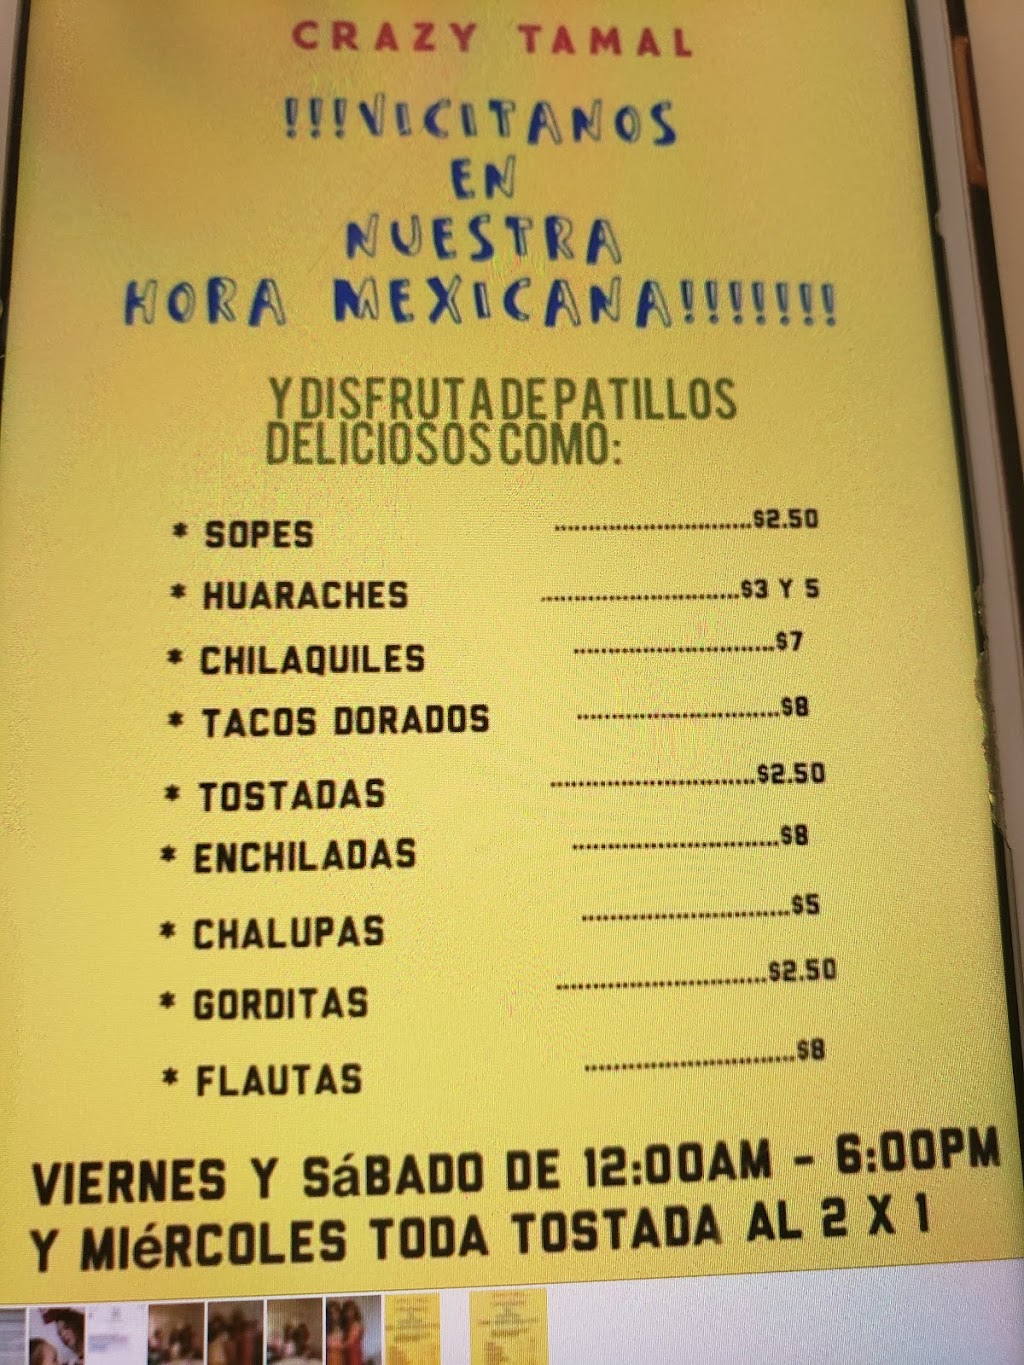 CRAZY TAMAL
!!!VICITANOS
EN
NUESTRA
HORA MEXICANA!!!!!!!
Y DISFRUTA DE PATILLOS
DELICIOSOS COMO:
* SOPES ............................$2.50
* HUARACHES ............................$3 Y 5
* CHILAQUILES ............................$7
* TACOS DORADOS ............................$8
* TOSTADAS ............................$2.50
* ENCHILADAS ............................$8
* CHALUPAS ............................$5
* GORDITAS ............................$2.50
* FLAUTAS ............................$8
VIERNES Y SáBADO DE 12:00AM - 6:00PM
Y MIéRCOLES TODA TOSTADA AL 2 X 1